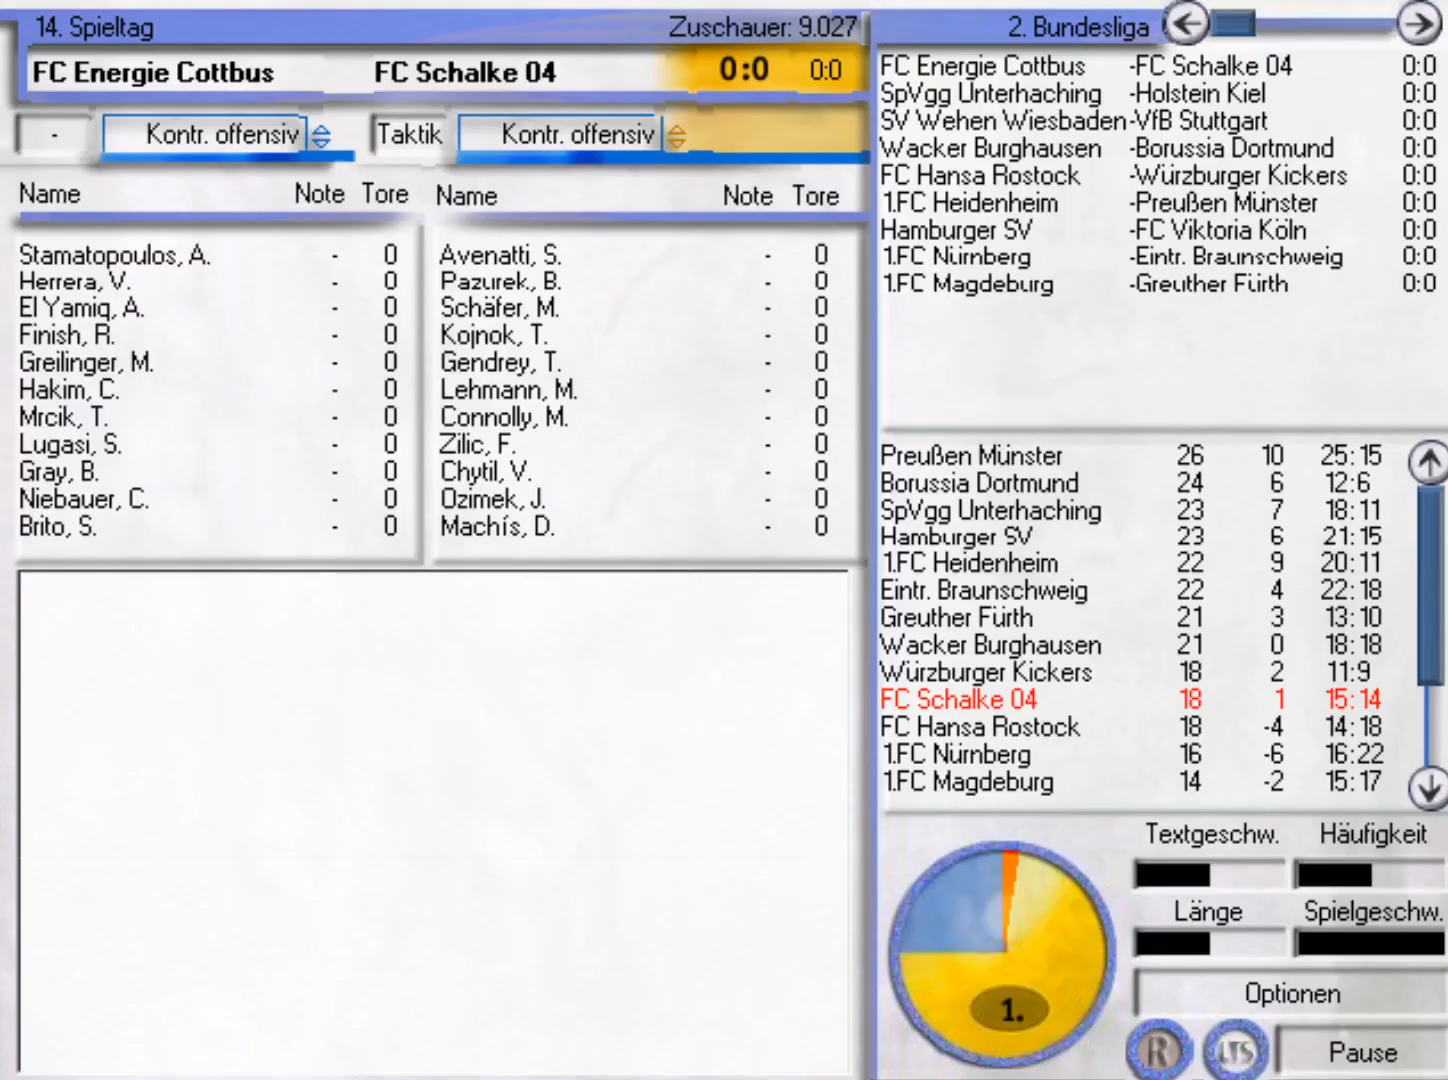 14. Spieltag Zuschauer: 9.027
FC Energie Cottbus FC Schalke 04 0:0 0:0
- Kontr. offensiv Taktik Kontr. offensiv
Name Note Tore Name Note Tore
Stamatopoulos, A. - 0 Avenatti, S. - 0
Herrera, V. - 0 Pazurek, B. - 0
El Yamiq, A. - 0 Schäfer, M. - 0
Finish, R. - 0 Kojnok, T. - 0
Greilinger, M. - 0 Gendrey, T. - 0
Hakim, C. - 0 Lehmann, M. - 0
Mrcik, T. - 0 Connolly, M. - 0
Lugasi, S. - 0 Zilic, F. - 0
Gray, B. - 0 Chytil, V. - 0
Niebauer, C. - 0 Ozimek, J. - 0
Brito, S. - 0 Machís, D. - 0
2. Bundesliga
FC Energie Cottbus -FC Schalke 04 0:0
SpVgg Unterhaching -Holstein Kiel 0:0
SV Wehen Wiesbaden -VfB Stuttgart 0:0
Wacker Burghausen -Borussia Dortmund 0:0
FC Hansa Rostock -Würzburger Kickers 0:0
1.FC Heidenheim -Preußen Münster 0:0
Hamburger SV -FC Viktoria Köln 0:0
1.FC Nürnberg -Eintr. Braunschweig 0:0
1.FC Magdeburg -Greuther Fürth 0:0
Preußen Münster 26 10 25:15
Borussia Dortmund 24 6 12:6
SpVgg Unterhaching 23 7 18:11
Hamburger SV 23 6 21:15
1.FC Heidenheim 22 9 20:11
Eintr. Braunschweig 22 4 22:18
Greuther Fürth 21 3 13:10
Wacker Burghausen 21 0 18:18
Würzburger Kickers 18 2 11:9
FC Schalke 04 18 1 15:14
FC Hansa Rostock 18 -4 14:18
1.FC Nürnberg 16 -6 16:22
1.FC Magdeburg 14 -2 15:17
Textgeschw. Häufigkeit
Länge Spielgeschw.
Optionen
1.
R LTS Pause